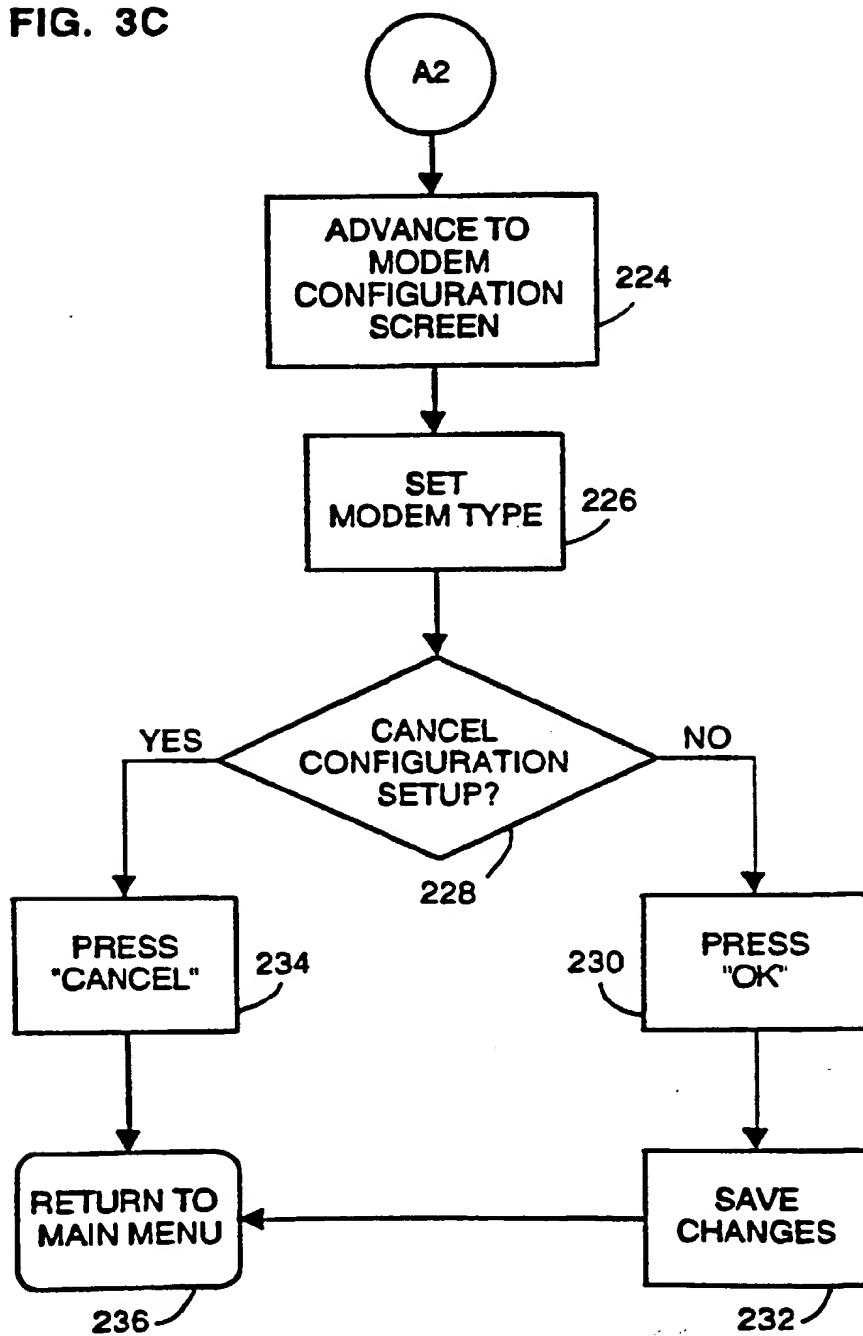 FIG. 3C
A2
ADVANCE TO
MODEM
CONFIGURATION
SCREEN
224
SET
MODEM TYPE
226
CANCEL
CONFIGURATION
SETUP?
YES
NO
228
PRESS
"CANCEL"
234
230
PRESS
"OK"
RETURN TO
MAIN MENU
SAVE
CHANGES
236
232